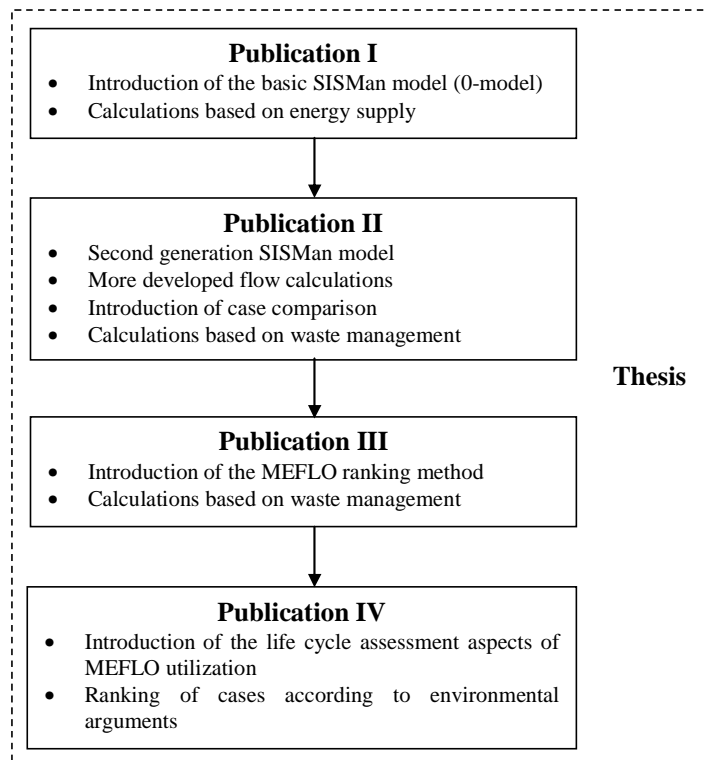 Publication I
• Introduction of the basic SISMan model (0-model)
• Calculations based on energy supply
Publication II
• Second generation SISMan model
• More developed flow calculations
• Introduction of case comparison
• Calculations based on waste management
Thesis
Publication III
• Introduction of the MEFLO ranking method
• Calculations based on waste management
Publication IV
• Introduction of the life cycle assessment aspects of
MEFLO utilization
• Ranking of cases according to environmental
arguments